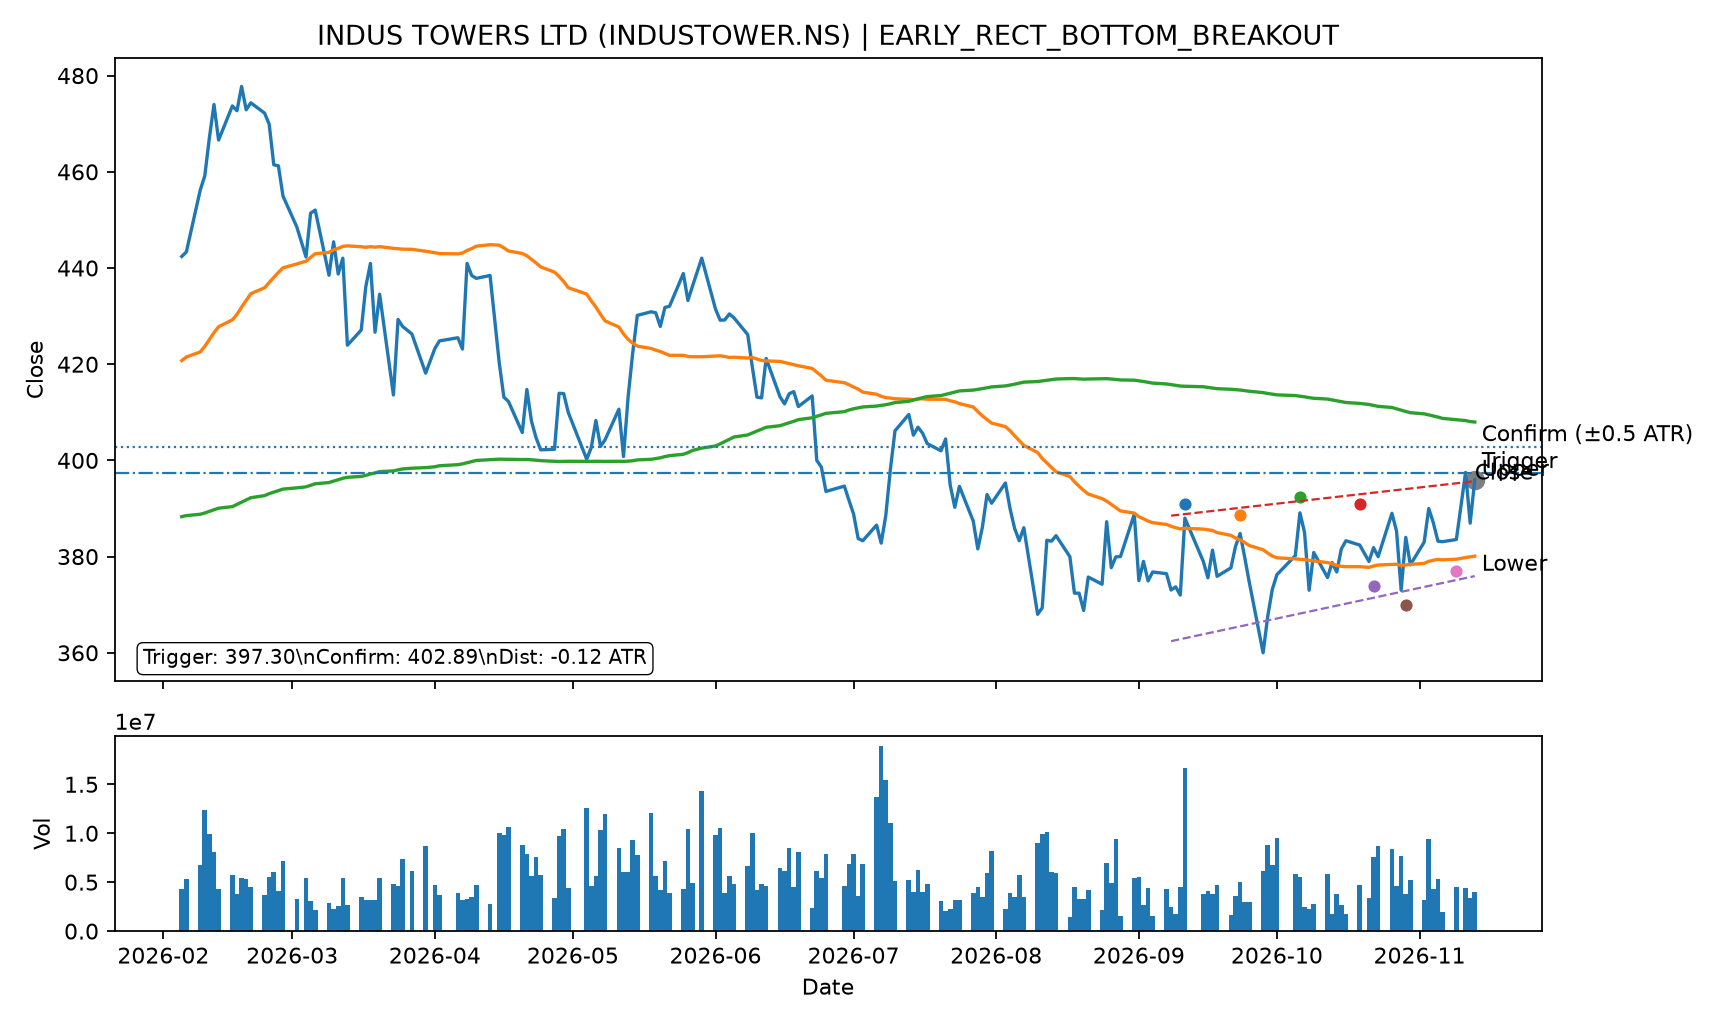 INDUS TOWERS LTD (INDUSTOWER.NS) | EARLY_RECT_BOTTOM_BREAKOUT
480
460
440
420
400
380
360
Close
Confirm (±0.5 ATR)
Trigger
Upper
Close
Lower
Trigger: 397.30\nConfirm: 402.89\nDist: -0.12 ATR
1e7
1.5
1.0
0.5
0.0
Vol
2026-02 2026-03 2026-04 2026-05 2026-06 2026-07 2026-08 2026-09 2026-10 2026-11
Date